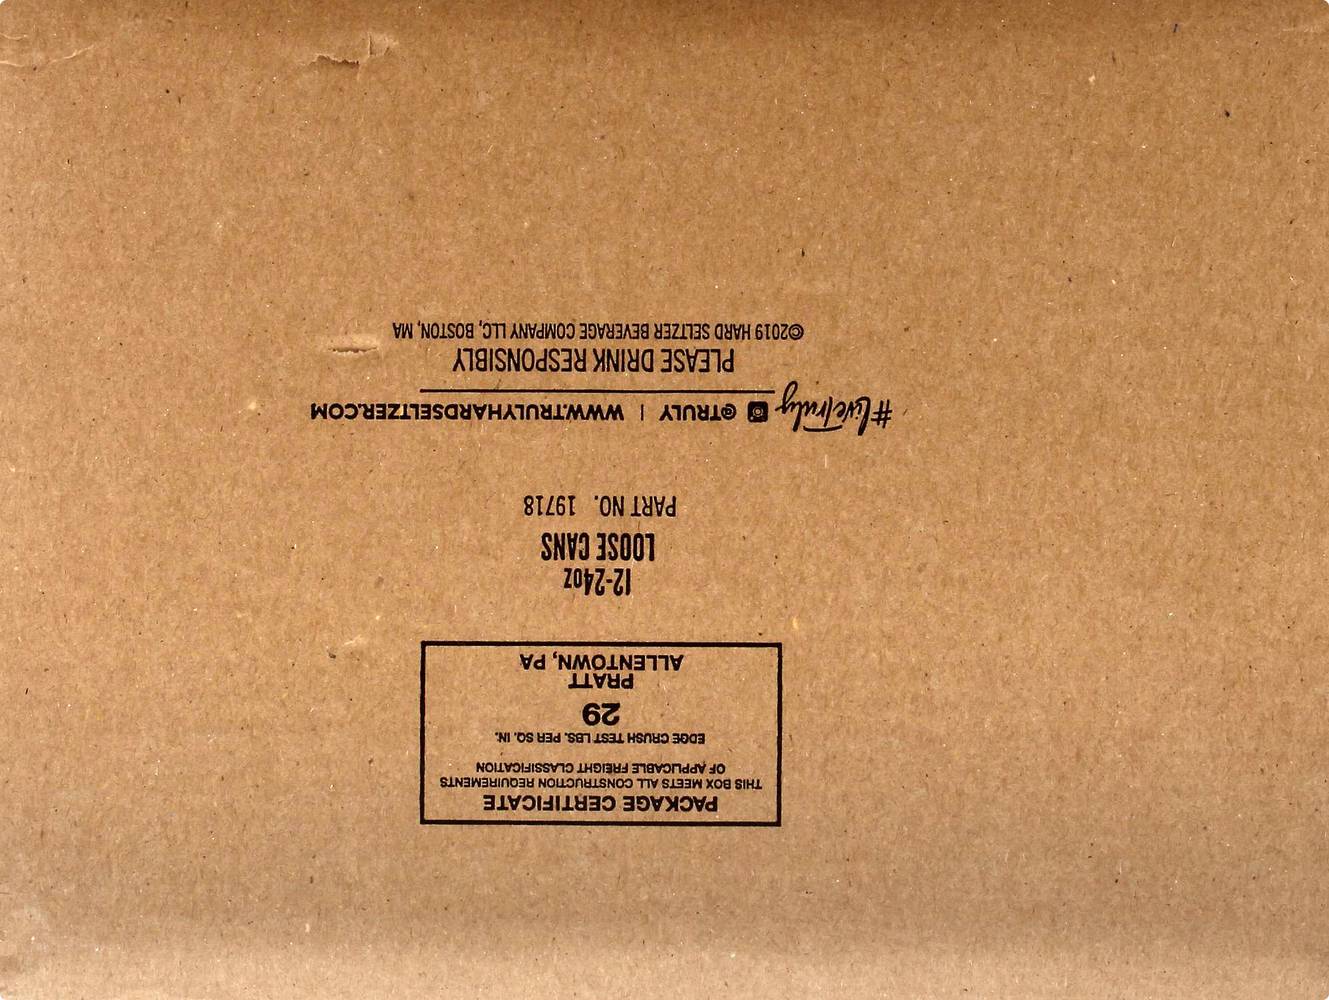 PACKAGE CERTIFICATE
THIS BOX MEETS ALL CONSTRUCTION REQUIREMENTS
OF APPLICABLE FREIGHT CLASSIFICATION
EDGE CRUSH TEST LBS. PER SQ. IN.
29
PRATT
ALLENTOWN, PA
12-24oz
LOOSE CANS
PART NO. 19718
#LiveTruly @TRULY | WWW.TRULYHARDSELTZER.COM
PLEASE DRINK RESPONSIBLY
©2019 HARD SELTZER BEVERAGE COMPANY LLC, BOSTON, MA